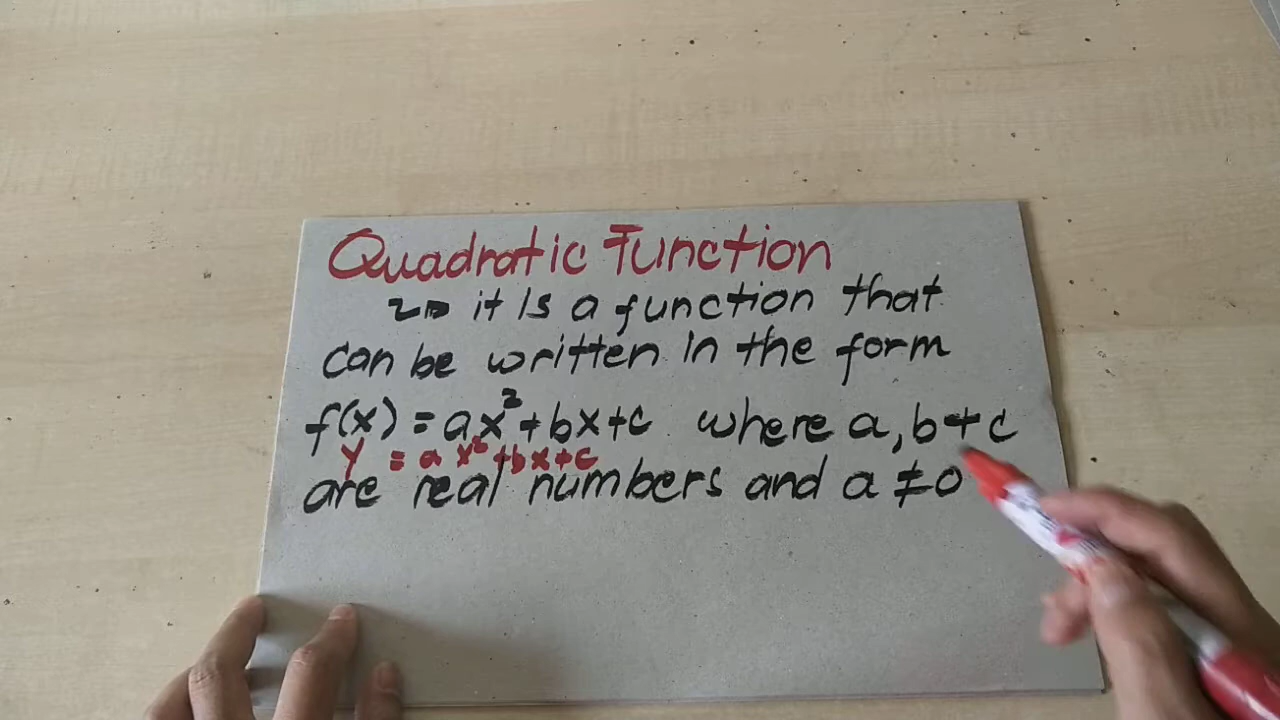 Quadratic Function
it is a function that
can be written in the form
f(x) = ax²+bx+c where a, b + c
y = ax²+bx+c
are real numbers and a ≠ 0